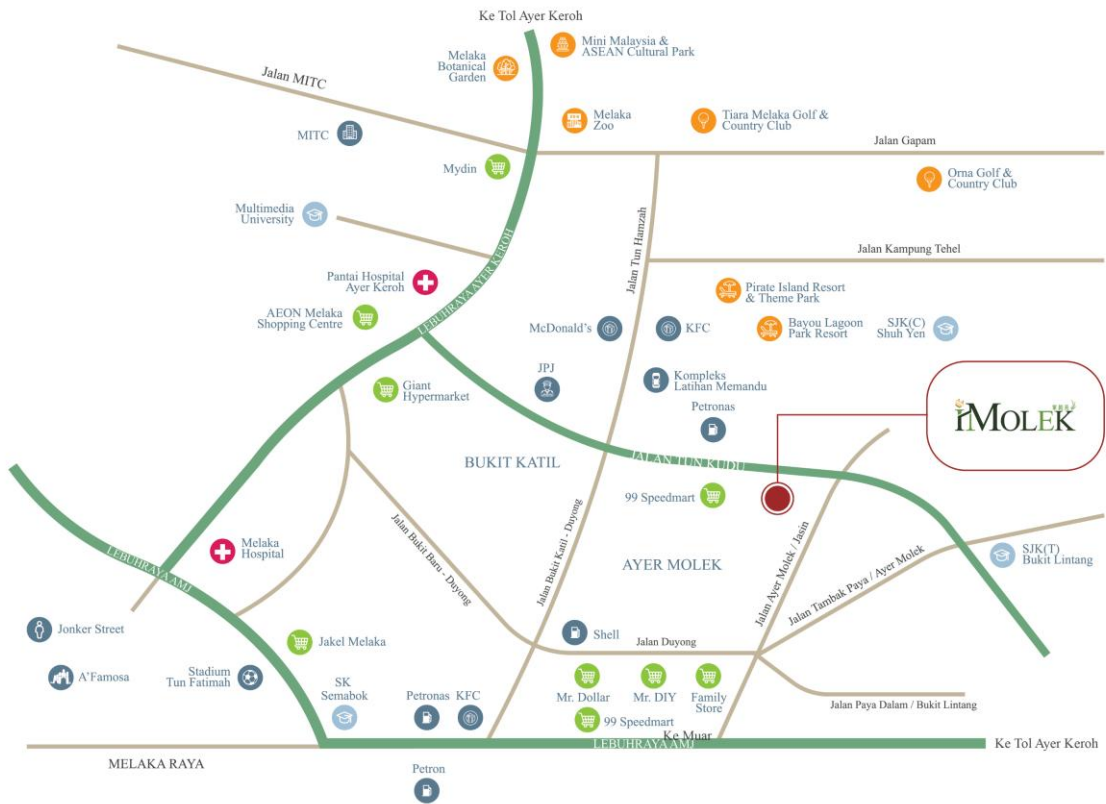 Ke Tol Ayer Keroh
Mini Malaysia &
ASEAN Cultural Park
Melaka
Botanical
Garden
Jalan MITC
MITC
Melaka
Zoo
Tiara Melaka Golf &
Country Club
Jalan Gapam
Mydin
Orna Golf &
Country Club
Multimedia
University
LEBUHRAYA AYER KEROH
Jalan Tun Hamzah
Jalan Kampung Tehel
Pantai Hospital
Ayer Keroh
AEON Melaka
Shopping Centre
Pirate Island Resort
& Theme Park
McDonald's
KFC
Bayou Lagoon
Park Resort
SJK(C)
Shuh Yen
Giant
Hypermarket
JPJ
Kompleks
Latihan Memandu
Petronas
iMOLEK
BUKIT KATIL
JALAN TUN KUDU
99 Speedmart
LEBUHRAYA AMJ
Melaka
Hospital
Jalan Bukit Baru - Duyong
Jalan Bukit Katil - Duyong
AYER MOLEK
Jalan Ayer Molek / Jasin
Jalan Tambak Paya / Ayer Molek
SJK(T)
Bukit Lintang
Jonker Street
Jakel Melaka
Shell
Jalan Duyong
A'Famosa
Stadium
Tun Fatimah
SK
Semabok
Petronas
KFC
Mr. Dollar
Mr. DIY
Family
Store
99 Speedmart
Jalan Paya Dalam / Bukit Lintang
Ke Muar
LEBUHRAYA AMJ
Ke Tol Ayer Keroh
MELAKA RAYA
Petron